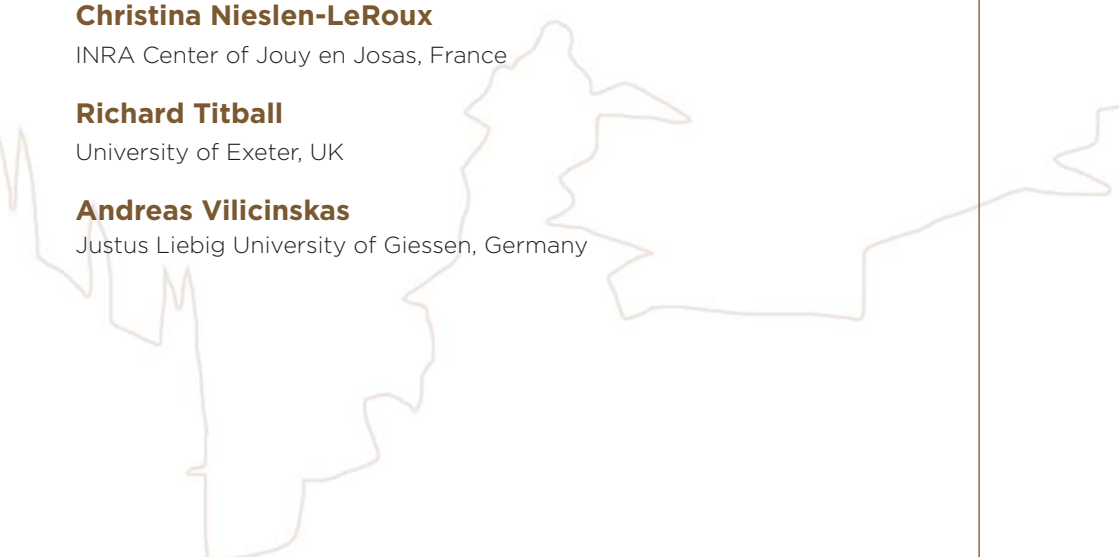 Christina Nieslen-LeRoux
INRA Center of Jouy en Josas, France
Richard Titball
University of Exeter, UK
Andreas Vilicinskas
Justus Liebig University of Giessen, Germany